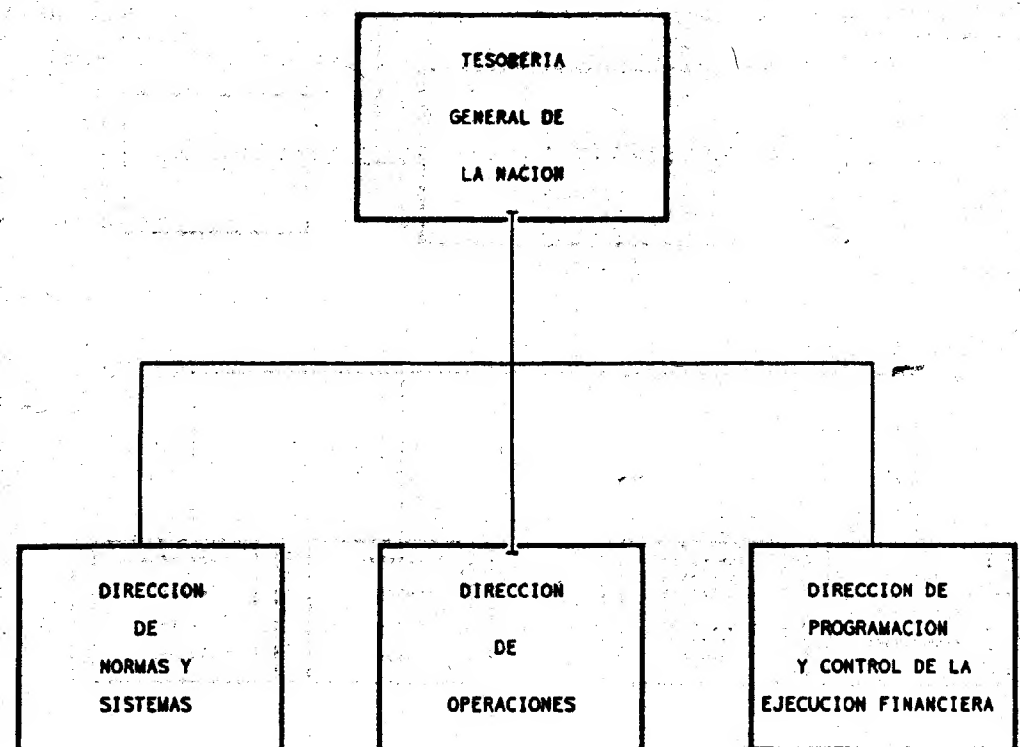 TESORERIA
GENERAL DE
LA NACION
DIRECCION
DE
NORMAS Y
SISTEMAS
DIRECCION
DE
OPERACIONES
DIRECCION DE
PROGRAMACION
Y CONTROL DE LA
EJECUCION FINANCIERA